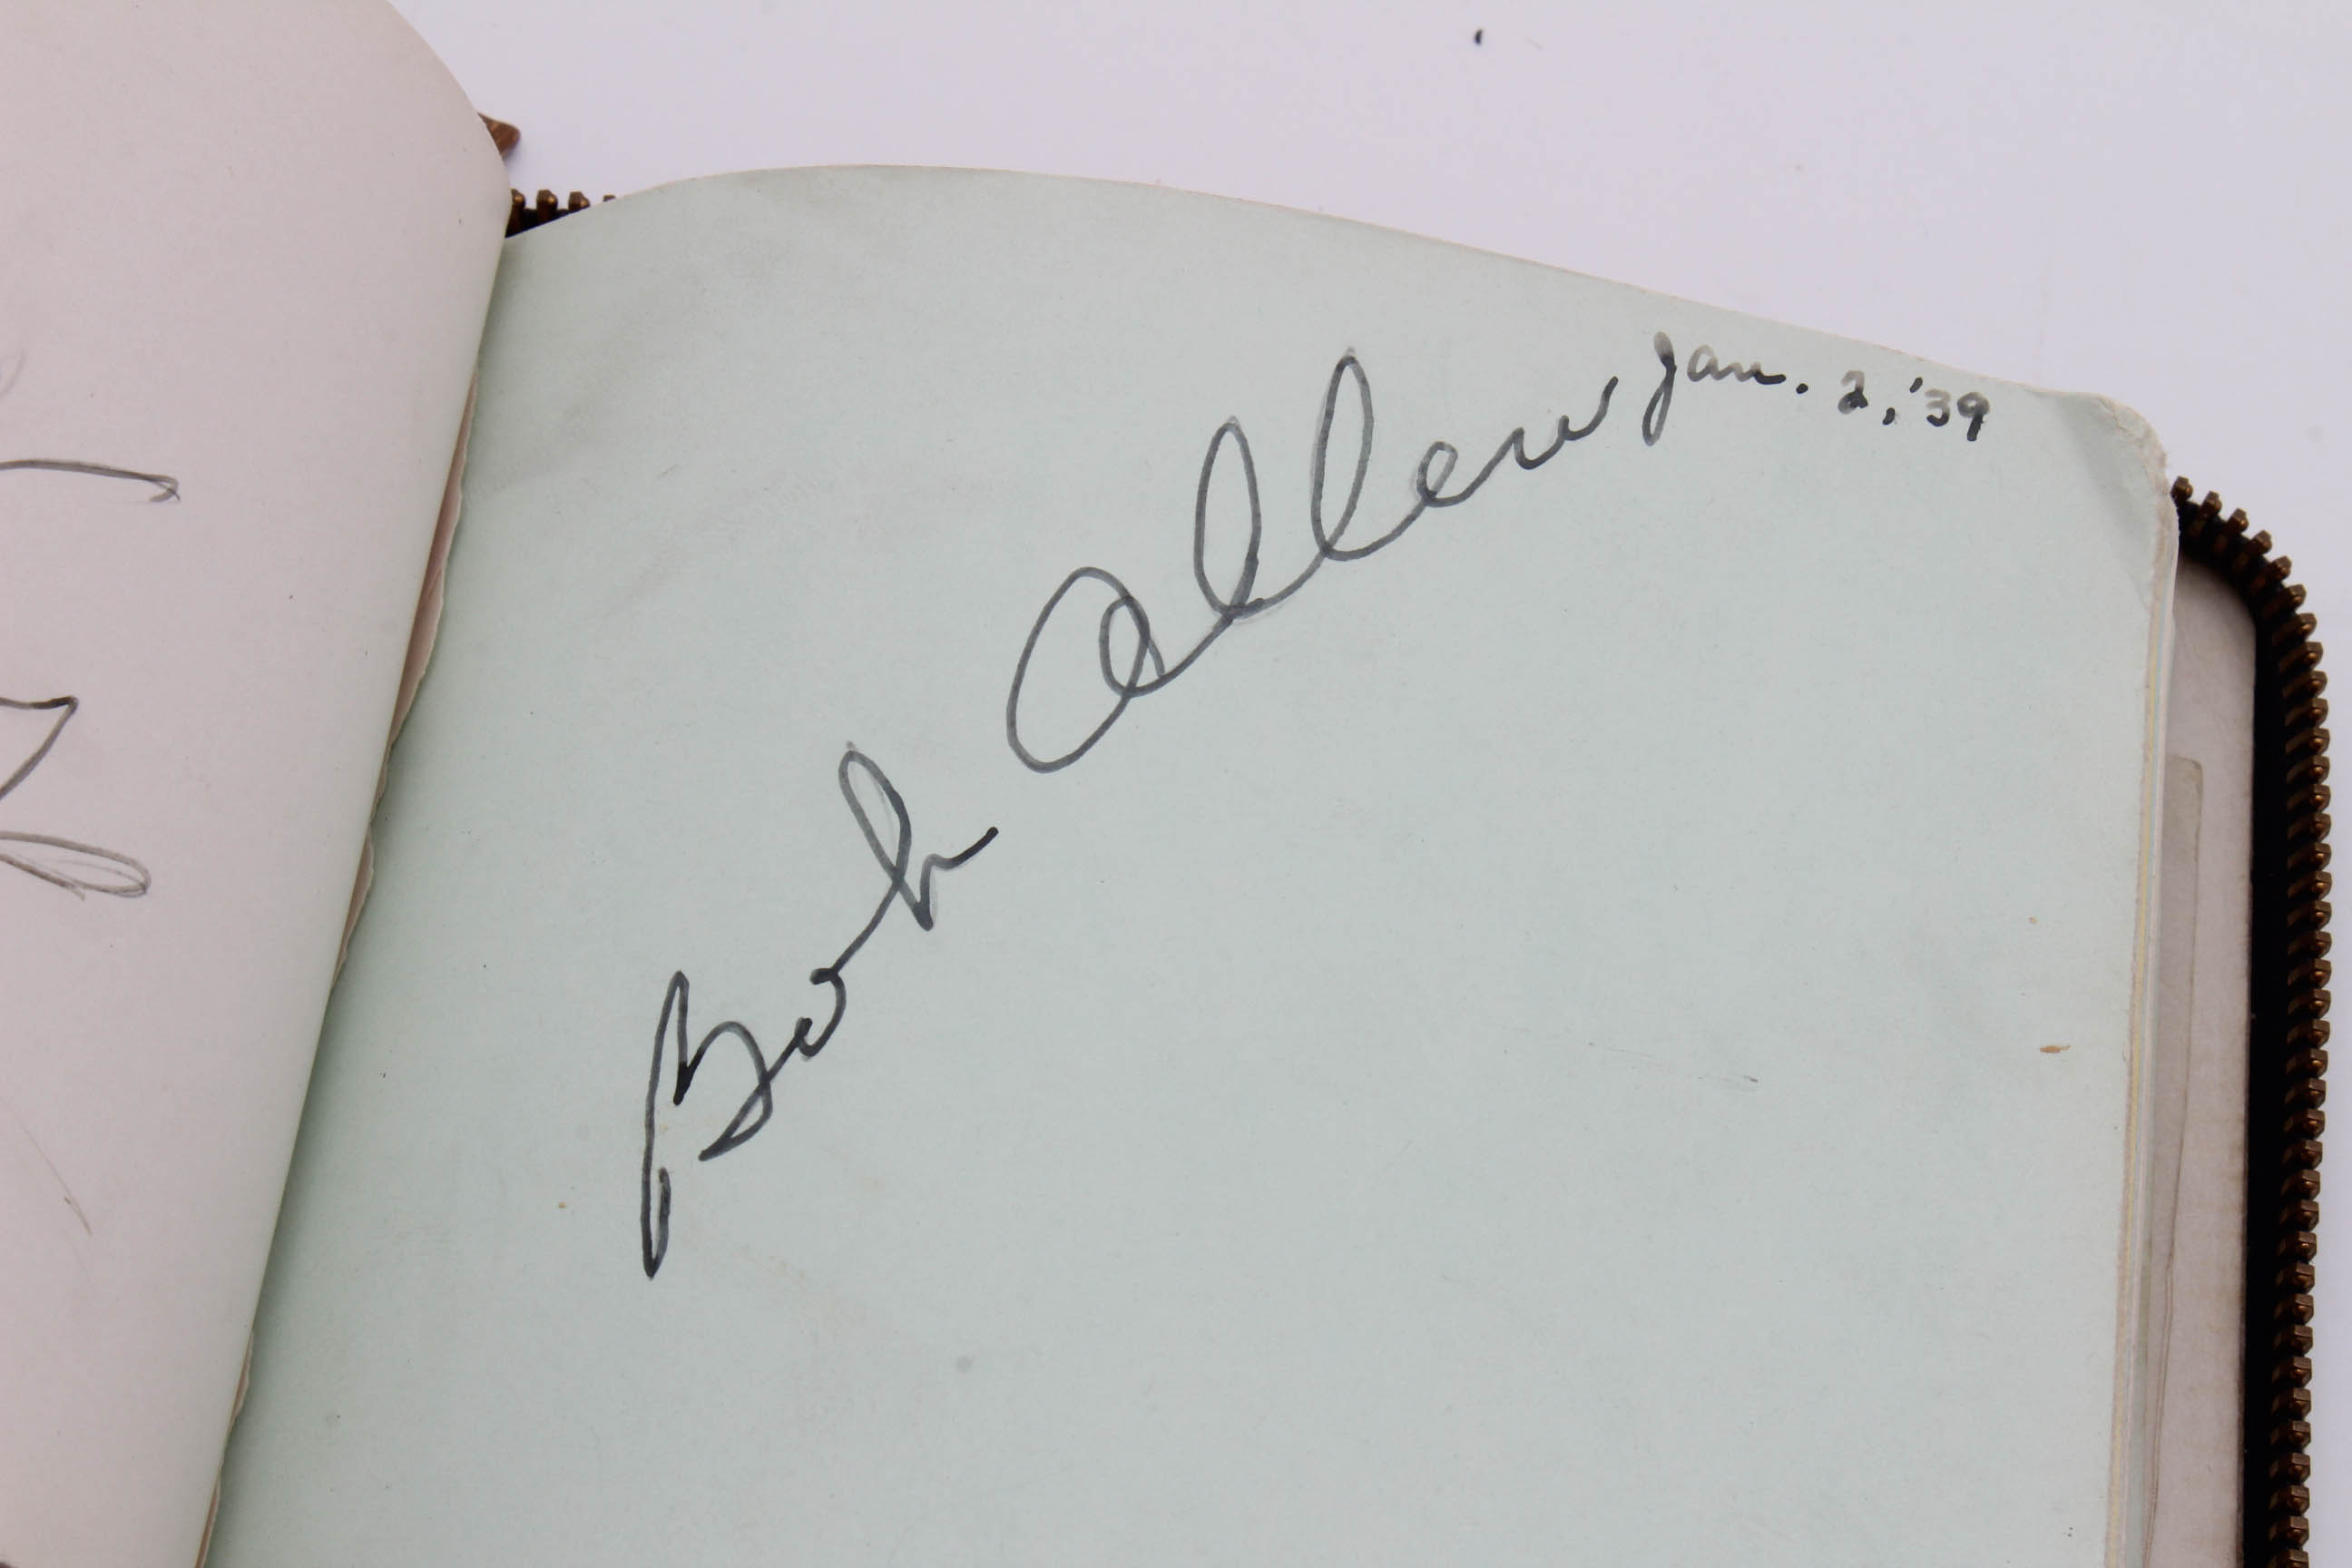 Bob Allen
Jan. 2, '39